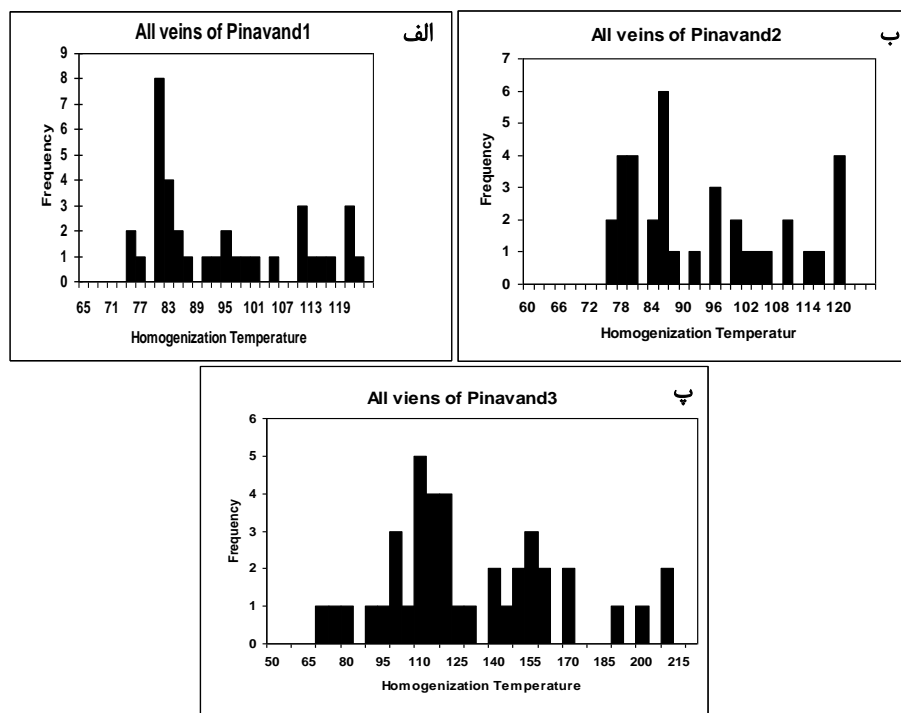 All veins of Pinavand1
الف
9
8
7
6
5
4
3
2
1
0
Frequency
65 71 77 83 89 95 101 107 113 119
Homogenization Temperature
All veins of Pinavand2
ب
7
6
5
4
3
2
1
0
Frequency
60 66 72 78 84 90 96 102 108 114 120
Homogenization Temperatur
All viens of Pinavand3
پ
6
5
4
3
2
1
0
Frequency
50 65 80 95 110 125 140 155 170 185 200 215
Homogenization Temperature